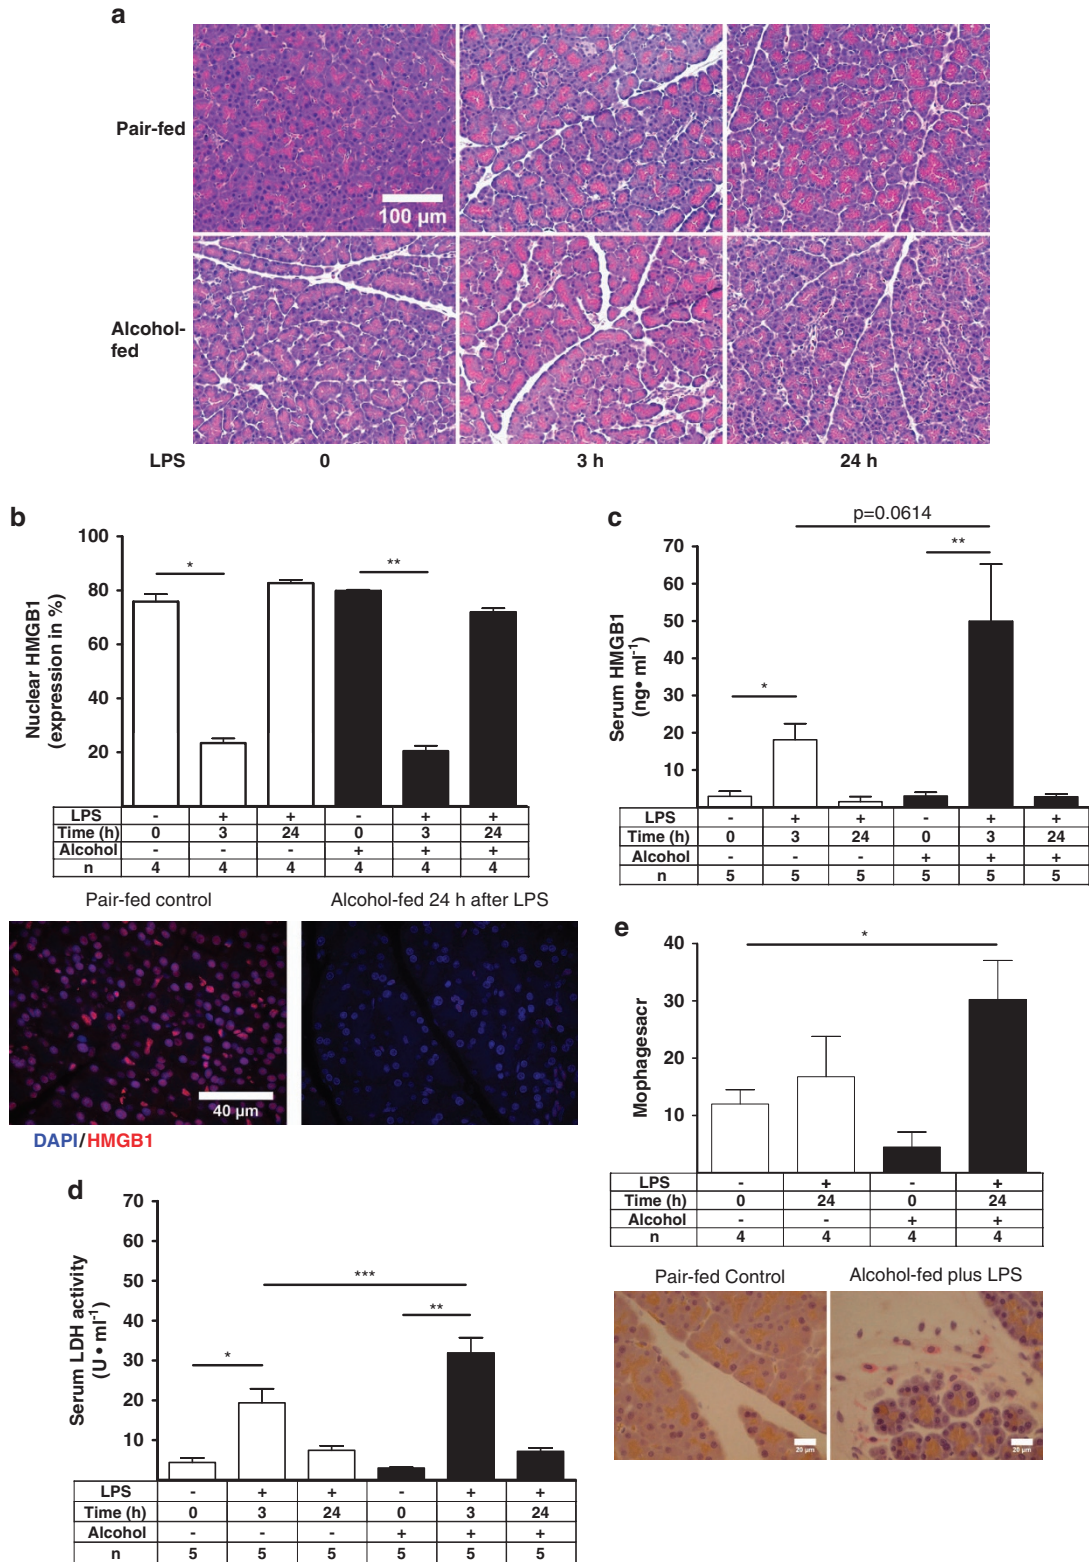 a
Pair-fed
100 µm
Alcohol-
fed
LPS 0 3 h 24 h
b
Nuclear HMGB1
(expression in %)
100
80
60
40
20
* **
LPS - + + - + +
Time (h) 0 3 24 0 3 24
Alcohol - - - + + +
n 4 4 4 4 4 4
Pair-fed control Alcohol-fed 24 h after LPS
40 µm
DAPI/HMGB1
c
p=0.0614
Serum HMGB1
(ng• ml-1)
70
60
50
40
30
20
10
* **
LPS - + + - + +
Time (h) 0 3 24 0 3 24
Alcohol - - - + + +
n 5 5 5 5 5 5
d
Serum LDH activity
(U • ml-1)
70
60
50
40
30
20
10
* *** **
LPS - + + - + +
Time (h) 0 3 24 0 3 24
Alcohol - - - + + +
n 5 5 5 5 5 5
e
Mophagesacr
40
30
20
10
*
LPS - + - +
Time (h) 0 24 0 24
Alcohol - - + +
n 4 4 4 4
Pair-fed Control Alcohol-fed plus LPS
20 µm 20 µm